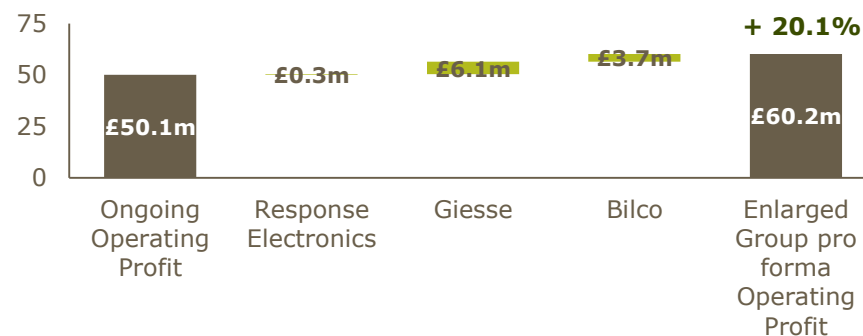 75
50
25
0
+ 20.1%
£50.1m
£0.3m
£6.1m
£3.7m
£60.2m
Ongoing
Operating
Profit
Response
Electronics
Giesse
Bilco
Enlarged
Group pro
forma
Operating
Profit